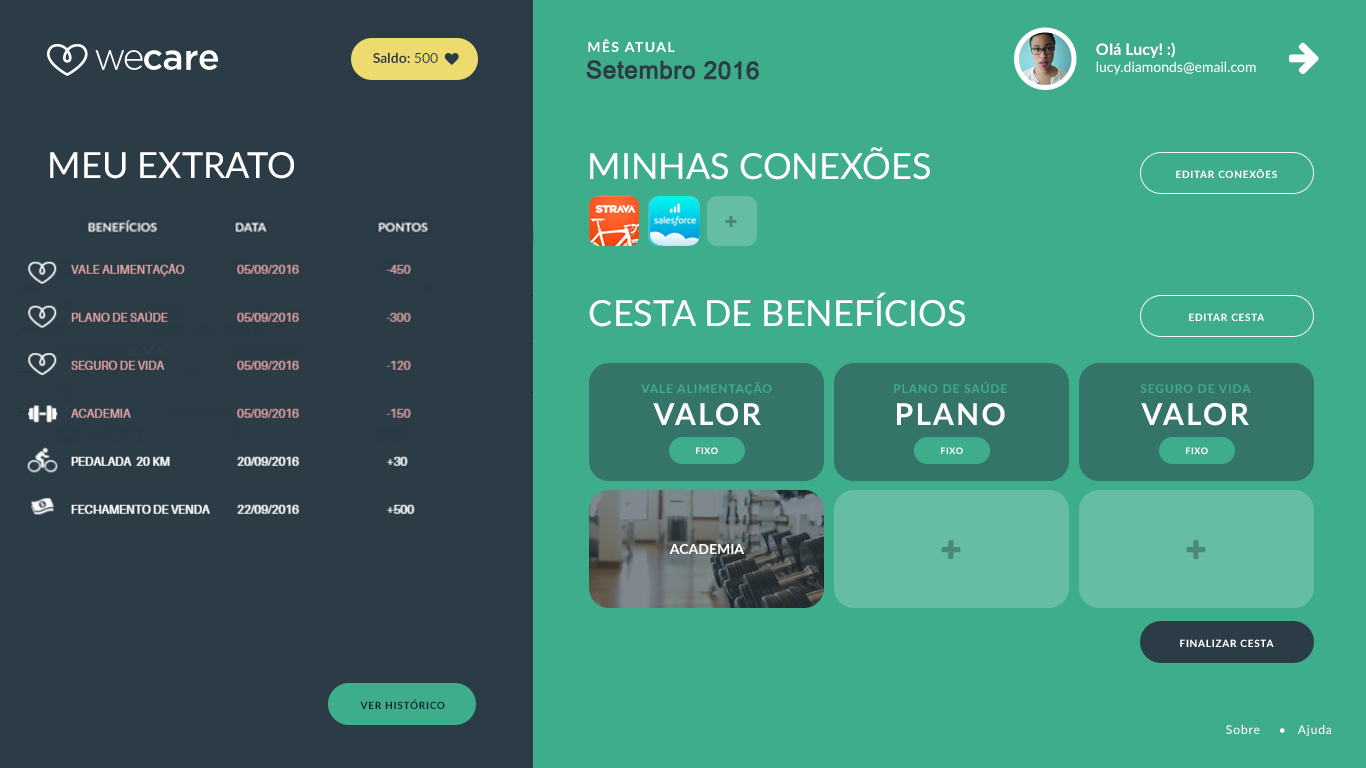 wecare
Saldo: 500
MEU EXTRATO
BENEFÍCIOS DATA PONTOS
VALE ALIMENTAÇÃO 05/09/2016 -450
PLANO DE SAÚDE 05/09/2016 -300
SEGURO DE VIDA 05/09/2016 -120
ACADEMIA 05/09/2016 -150
PEDALADA 20 KM 20/09/2016 +30
FECHAMENTO DE VENDA 22/09/2016 +500
VER HISTÓRICO
MÊS ATUAL
Setembro 2016
Olá Lucy! :)
lucy.diamonds@email.com
MINHAS CONEXÕES
EDITAR CONEXÕES
STRAVA
salesforce
+
CESTA DE BENEFÍCIOS
EDITAR CESTA
VALE ALIMENTAÇÃO
VALOR
FIXO
PLANO DE SAÚDE
PLANO
FIXO
SEGURO DE VIDA
VALOR
FIXO
ACADEMIA
+
+
FINALIZAR CESTA
Sobre • Ajuda